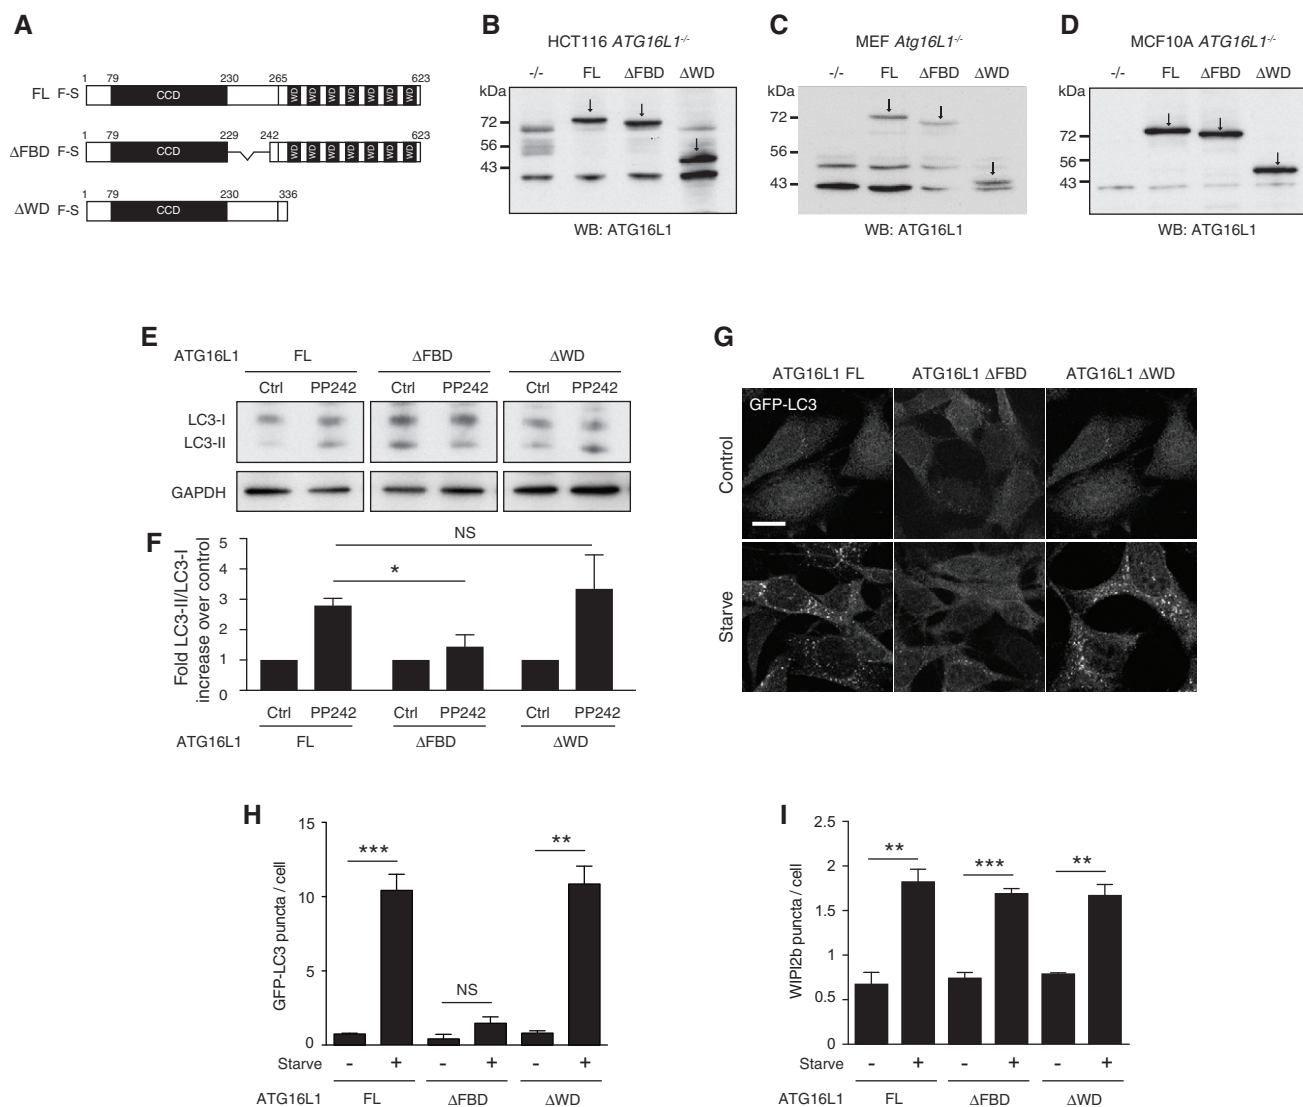 A
1 79 230 265 623
FL F-S CCD WD WD WD WD WD WD WD
1 79 229 242 623
ΔFBD F-S CCD WD WD WD WD WD WD WD
1 79 230 336
ΔWD F-S CCD
B
HCT116 ATG16L1-/-
-/- FL ΔFBD ΔWD
kDa
72
56
43
WB: ATG16L1
C
MEF Atg16L1-/-
-/- FL ΔFBD ΔWD
kDa
72
56
43
WB: ATG16L1
D
MCF10A ATG16L1-/-
-/- FL ΔFBD ΔWD
kDa
72
56
43
WB: ATG16L1
E
ATG16L1 FL ΔFBD ΔWD
Ctrl PP242 Ctrl PP242 Ctrl PP242
LC3-I
LC3-II
GAPDH
F
Fold LC3-II/LC3-I
increase over control
5
4
3
2
1
0
NS
*
Ctrl PP242 Ctrl PP242 Ctrl PP242
ATG16L1 FL ΔFBD ΔWD
G
ATG16L1 FL ATG16L1 ΔFBD ATG16L1 ΔWD
GFP-LC3
Control
Starve
H
GFP-LC3 puncta / cell
15
10
5
0
*** NS **
Starve - + - + - +
ATG16L1 FL ΔFBD ΔWD
I
WIPI2b puncta / cell
2.5
2
1.5
1
0.5
0
** *** **
Starve - + - + - +
ATG16L1 FL ΔFBD ΔWD